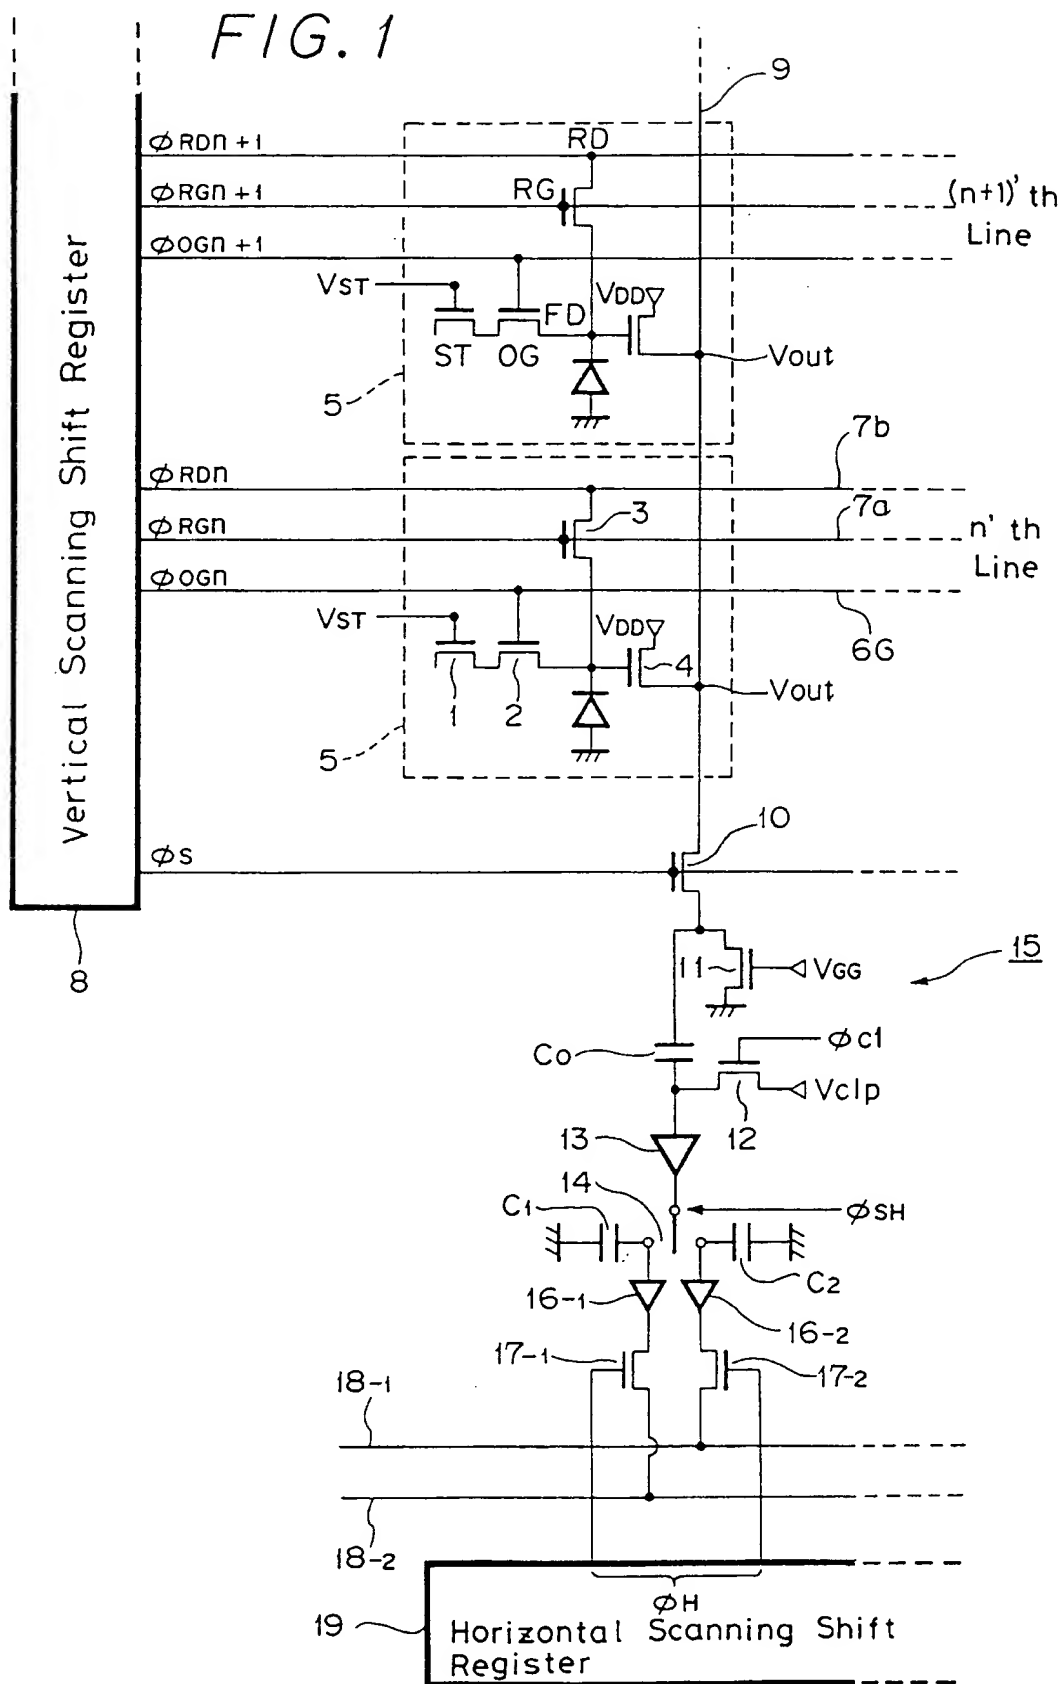 FIG. 1
9
φRDn+1
RD
φRGn+1
RG
(n+1)'th
Line
φOGn+1
VST
VDD
FD
ST
OG
Vout
5
7b
φRDn
3
7a
φRGn
n'th
Line
φOGn
VST
VDD
6G
4
1
2
Vout
5
Vertical Scanning Shift Register
10
φS
8
11
VGG
15
Co
φc1
Vclp
12
13
14
C1
φSH
C2
16-1
16-2
17-1
17-2
18-1
18-2
φH
19
Horizontal Scanning Shift
Register